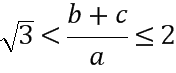 √3 < (b + c)/a ≤ 2